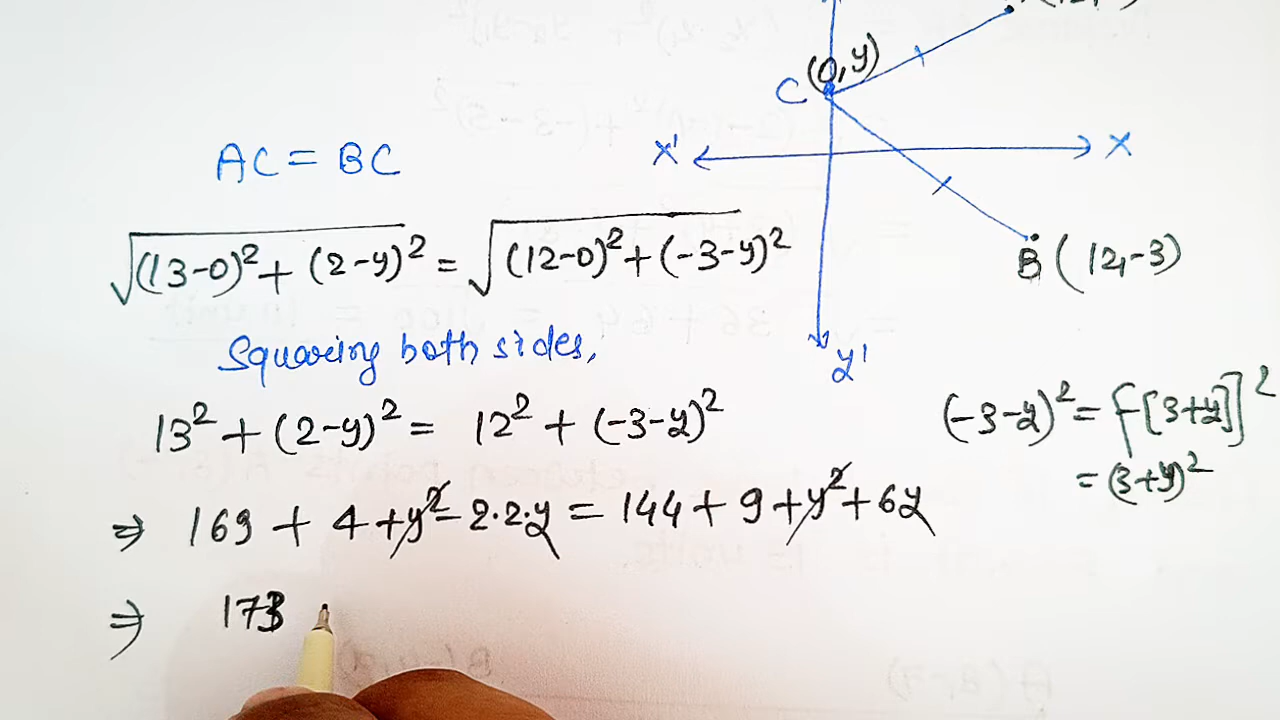 C (0, y)
AC = BC
X' X
√(13-0)² + (2-y)² = √(12-0)² + (-3-y)²
B (12, -3)
Squaring both sides,
y'
13² + (2-y)² = 12² + (-3-y)²
(-3-y)² = {-[3+y]}²
= (3+y)²
⇒ 169 + 4 + y² - 2·2·y = 144 + 9 + y² + 6y
⇒ 173